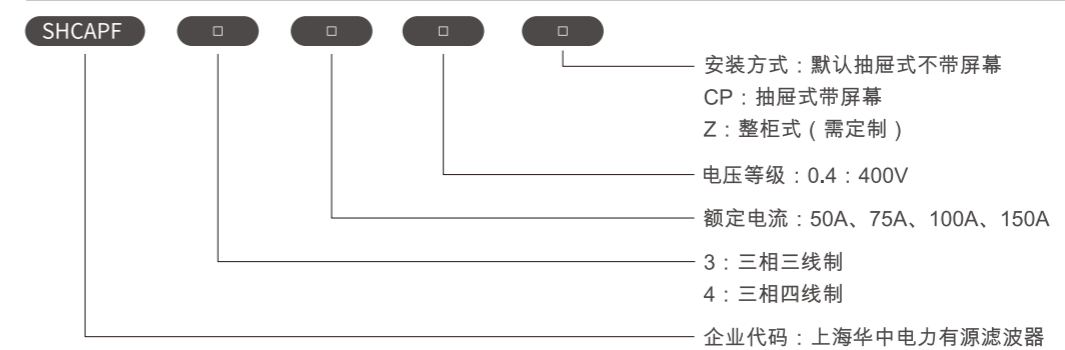 SHCAPF □ □ □ □
安装方式：默认抽屉式不带屏幕
CP：抽屉式带屏幕
Z：整柜式（需定制）
电压等级：0.4：400V
额定电流：50A、75A、100A、150A
3：三相三线制
4：三相四线制
企业代码：上海华中电力有源滤波器